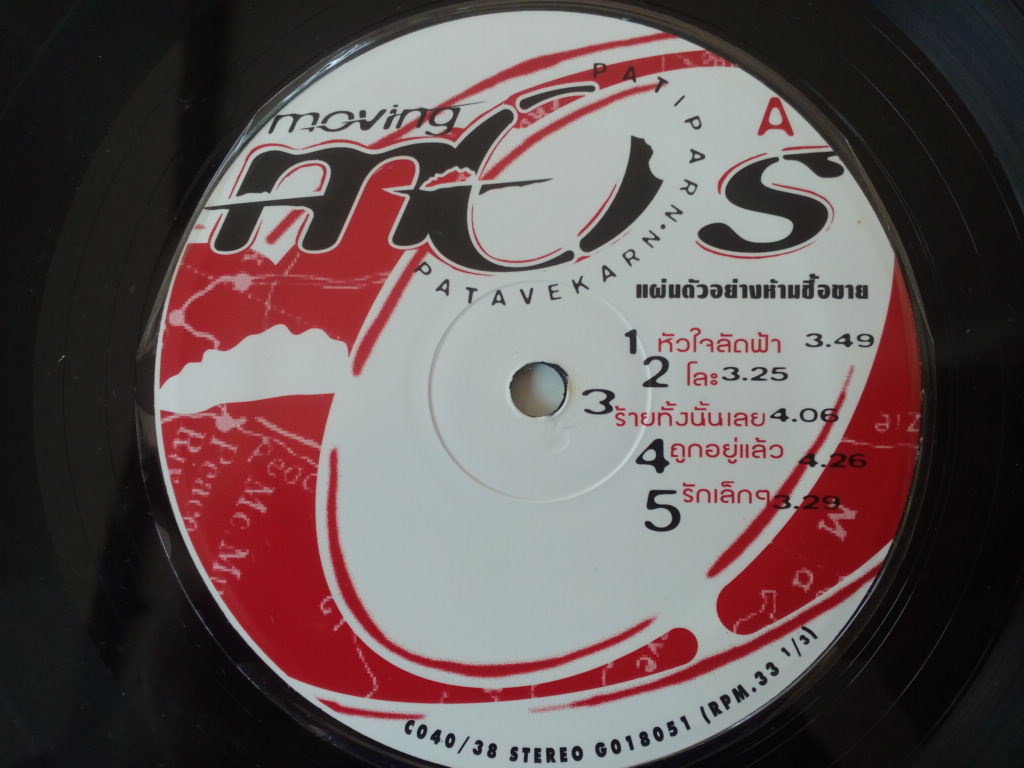 moving
mos
A
PATIPARN • PATAVEKARN
แผ่นตัวอย่างห้ามซื้อขาย
1 หัวใจลัดฟ้า 3.49
2 โละ 3.25
3 ร้ายทั้งนั้นเลย 4.06
4 ถูกอยู่แล้ว 4.26
5 รักเล็กๆ 3.29
C040/38 STEREO G018051 (RPM.33 1/3)